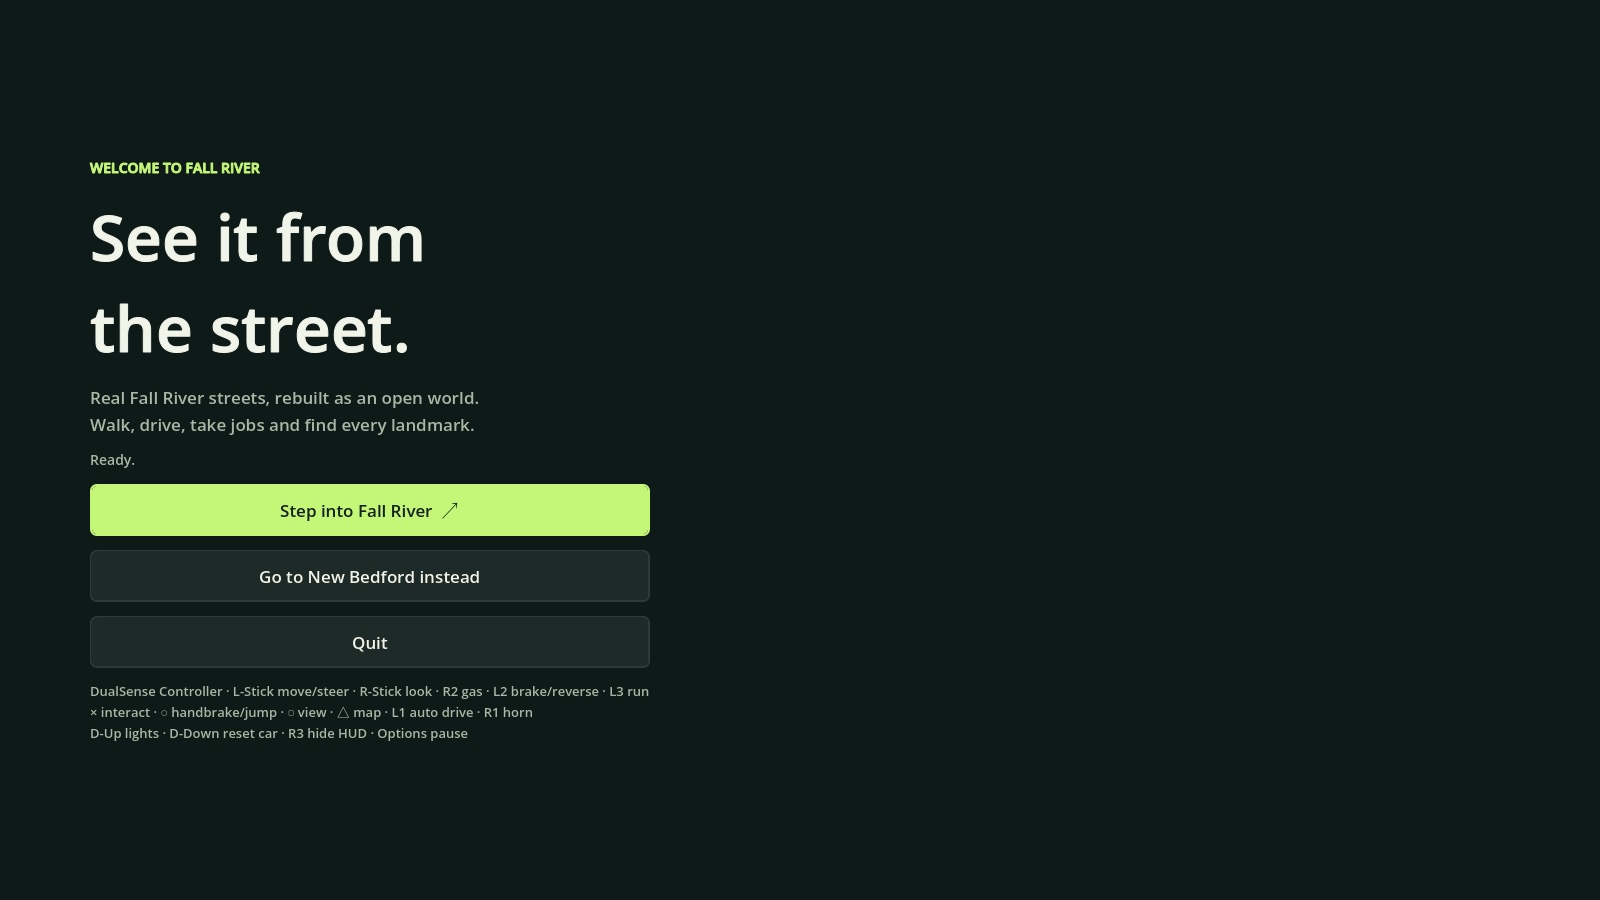 WELCOME TO FALL RIVER
See it from
the street.
Real Fall River streets, rebuilt as an open world.
Walk, drive, take jobs and find every landmark.
Ready.
Step into Fall River ↗
Go to New Bedford instead
Quit
DualSense Controller · L-Stick move/steer · R-Stick look · R2 gas · L2 brake/reverse · L3 run
× interact · ○ handbrake/jump · □ view · △ map · L1 auto drive · R1 horn
D-Up lights · D-Down reset car · R3 hide HUD · Options pause